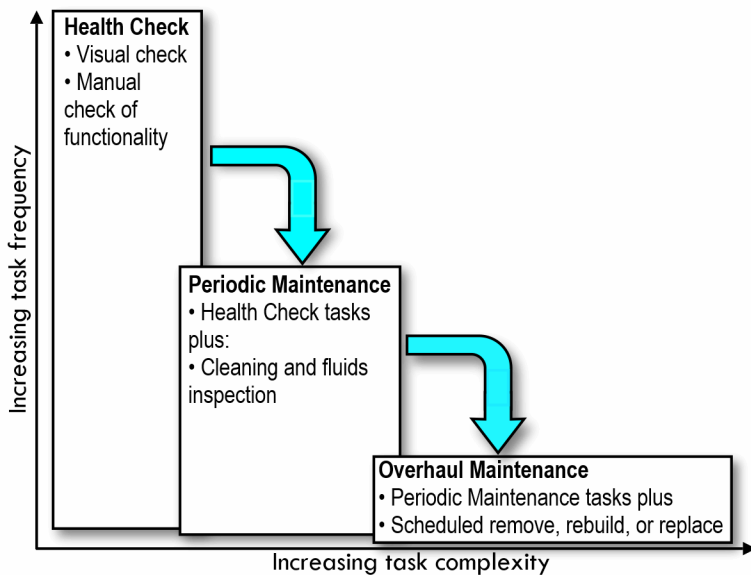 Health Check
• Visual check
• Manual
check of
functionality
Increasing task frequency
Periodic Maintenance
• Health Check tasks
plus:
• Cleaning and fluids
inspection
Overhaul Maintenance
• Periodic Maintenance tasks plus
• Scheduled remove, rebuild, or replace
Increasing task complexity